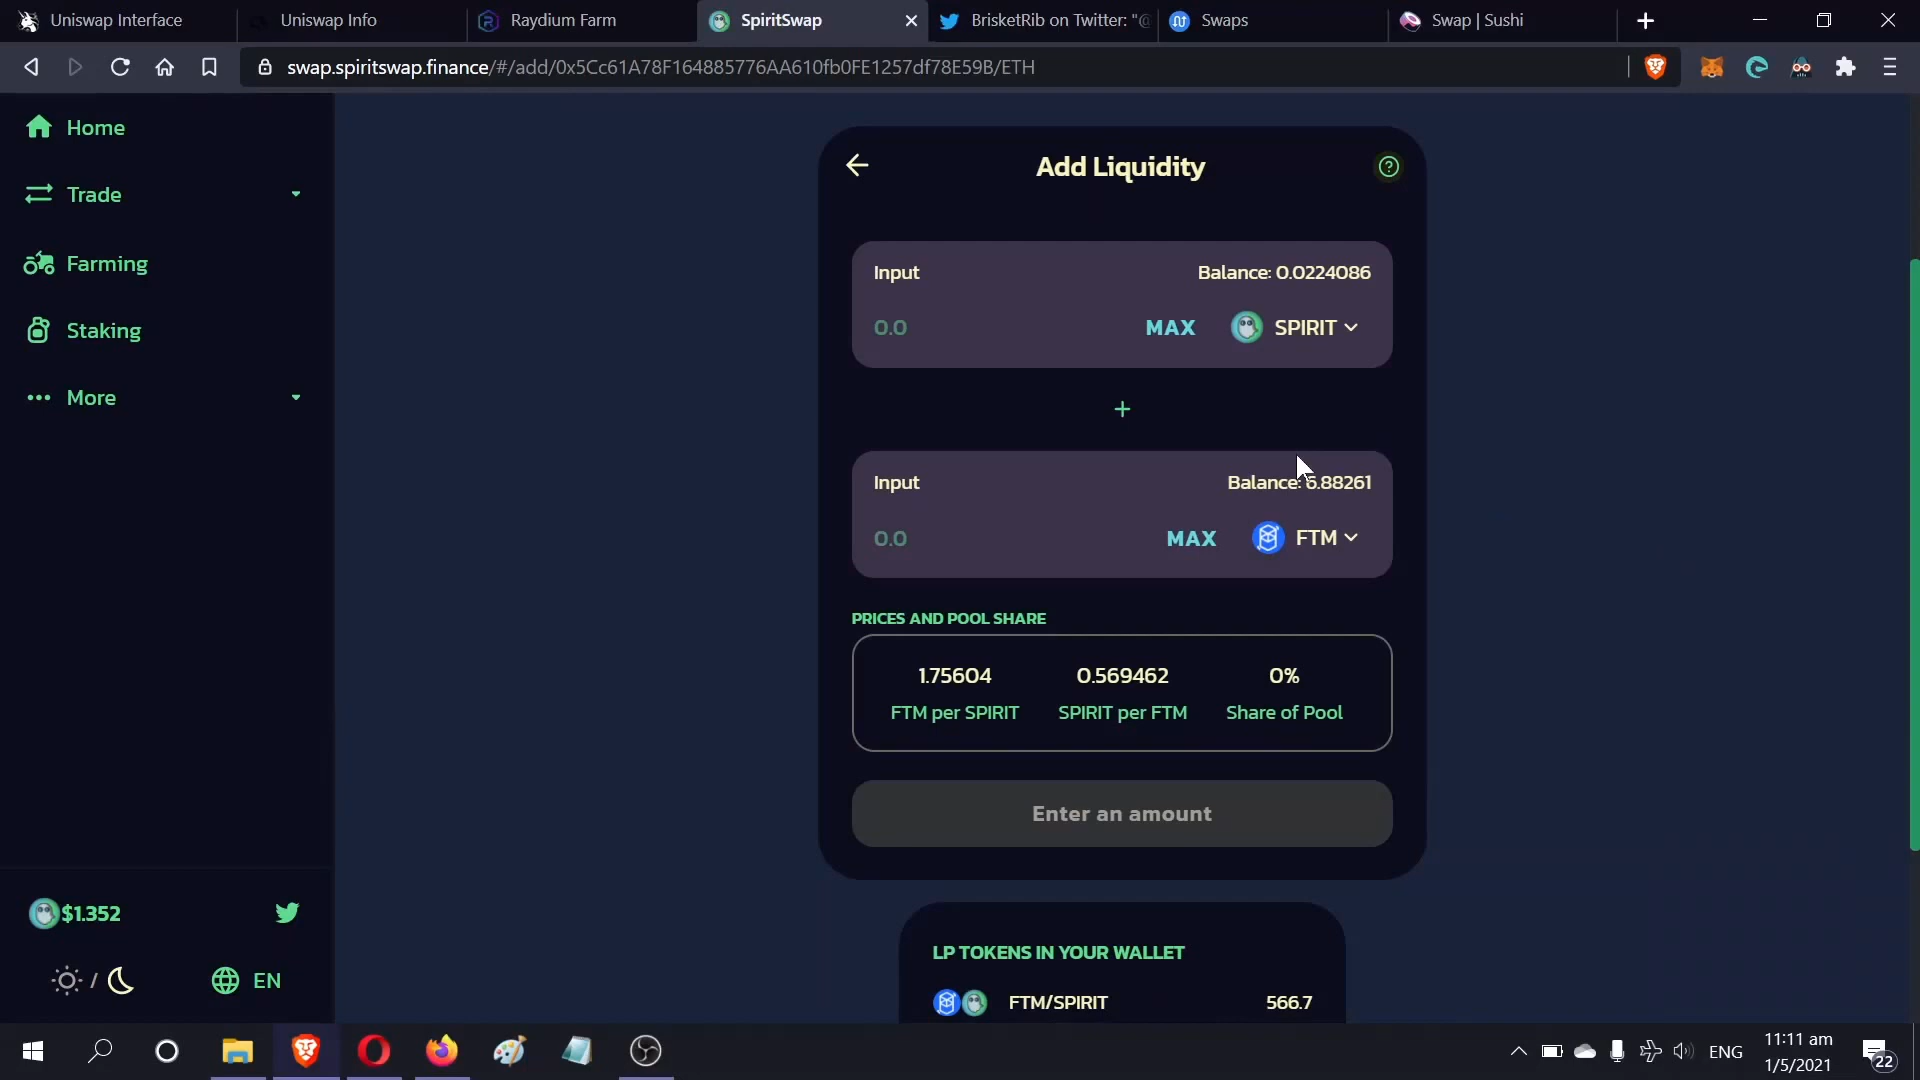 Uniswap Interface
Uniswap Info
Raydium Farm
SpiritSwap
BrisketRib on Twitter: "@
Swaps
Swap | Sushi
swap.spiritswap.finance/#/add/0x5Cc61A78F164885776AA610fb0FE1257df78E59B/ETH
Home
Trade
Farming
Staking
More
$1.352
/
EN
Add Liquidity
Input
Balance: 0.0224086
0.0
MAX
SPIRIT
+
Input
Balance: 6.88261
0.0
MAX
FTM
PRICES AND POOL SHARE
1.75604
0.569462
0%
FTM per SPIRIT
SPIRIT per FTM
Share of Pool
Enter an amount
LP TOKENS IN YOUR WALLET
FTM/SPIRIT
566.7
ENG
11:11 am
1/5/2021
22